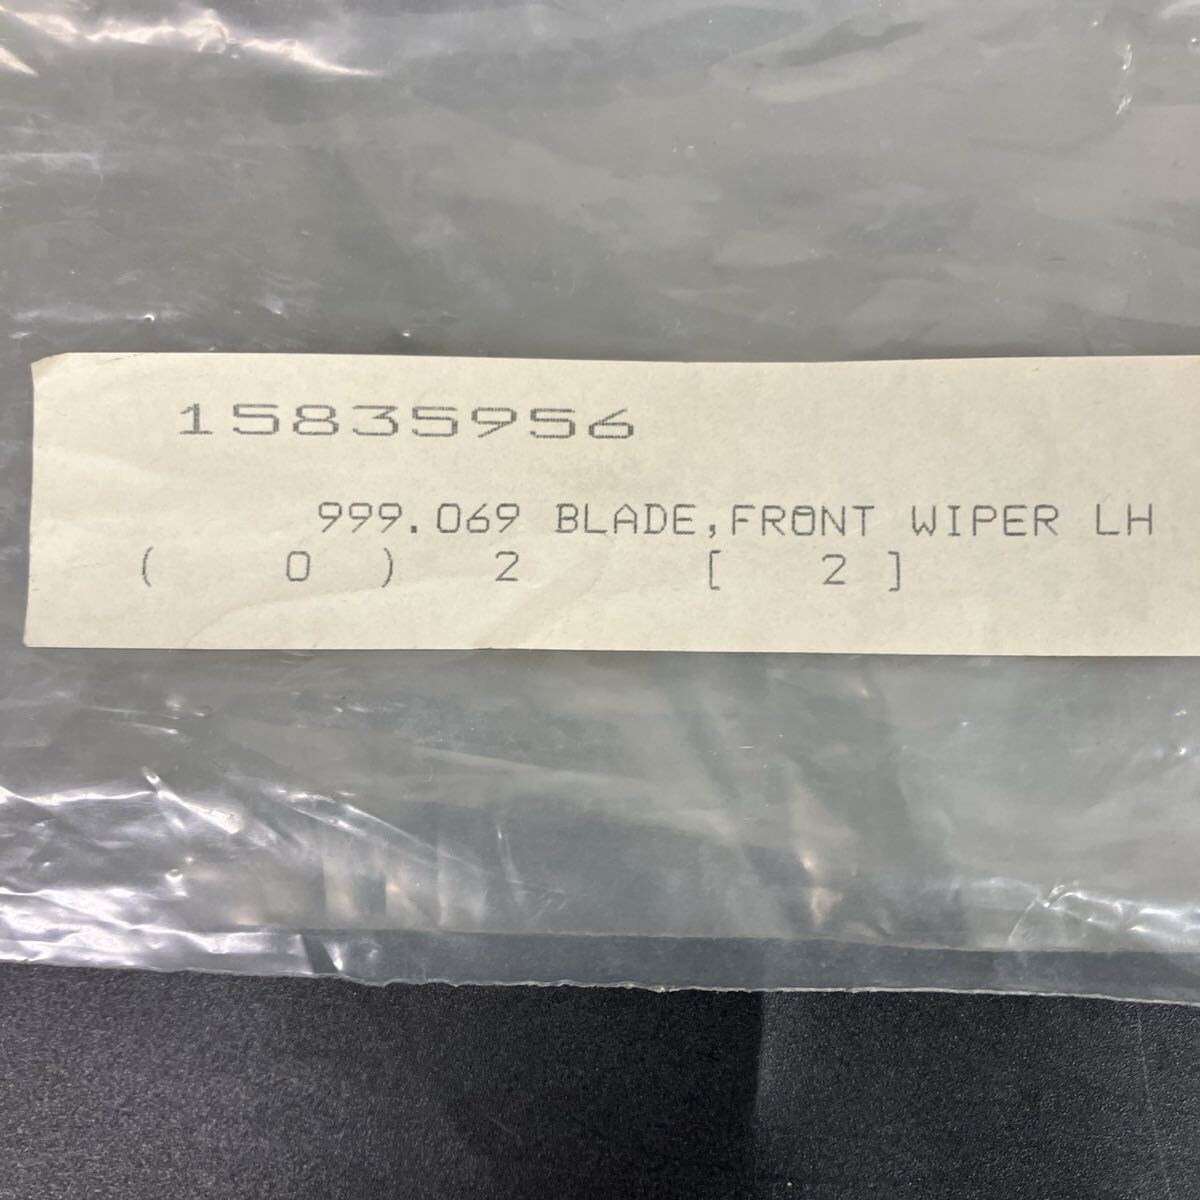 15835956
999.069 BLADE,FRONT WIPER LH
( 0 ) 2 [ 2 ]